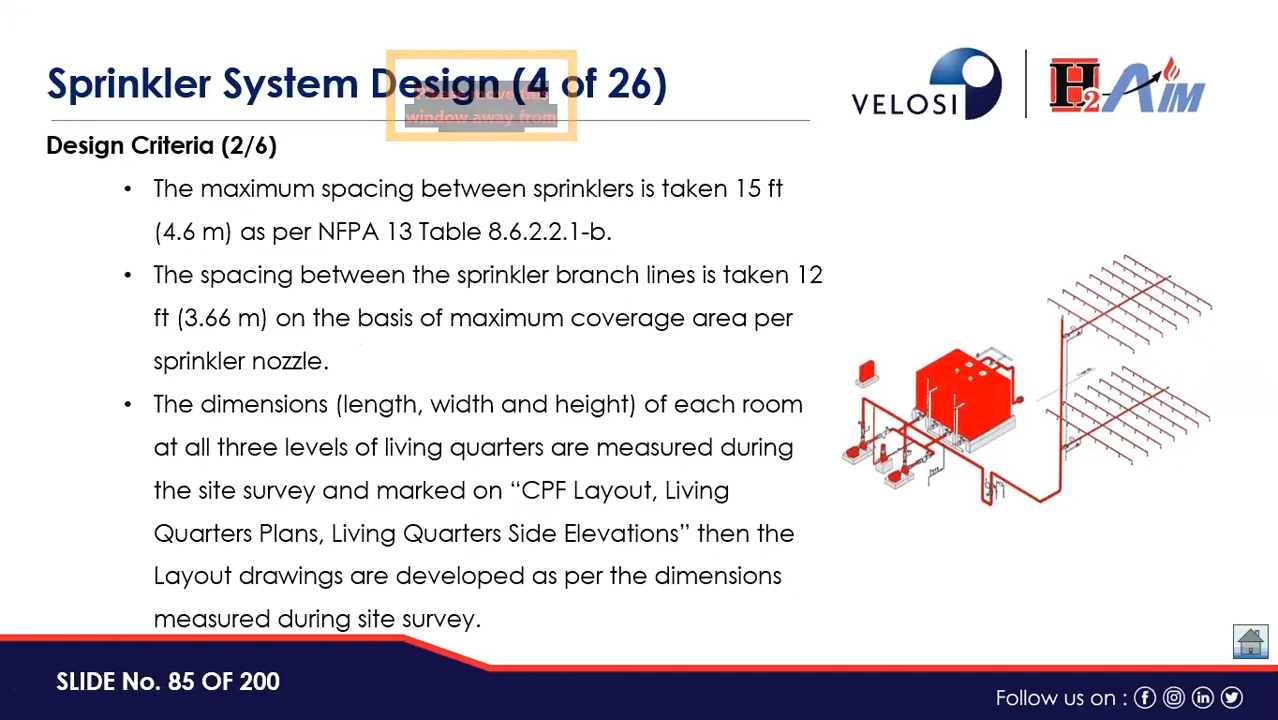 Sprinkler System Design (4 of 26)
window away from
VELOSI
H2AIM
Design Criteria (2/6)
• The maximum spacing between sprinklers is taken 15 ft
(4.6 m) as per NFPA 13 Table 8.6.2.2.1-b.
• The spacing between the sprinkler branch lines is taken 12
ft (3.66 m) on the basis of maximum coverage area per
sprinkler nozzle.
• The dimensions (length, width and height) of each room
at all three levels of living quarters are measured during
the site survey and marked on “CPF Layout, Living
Quarters Plans, Living Quarters Side Elevations” then the
Layout drawings are developed as per the dimensions
measured during site survey.
SLIDE No. 85 OF 200
Follow us on :